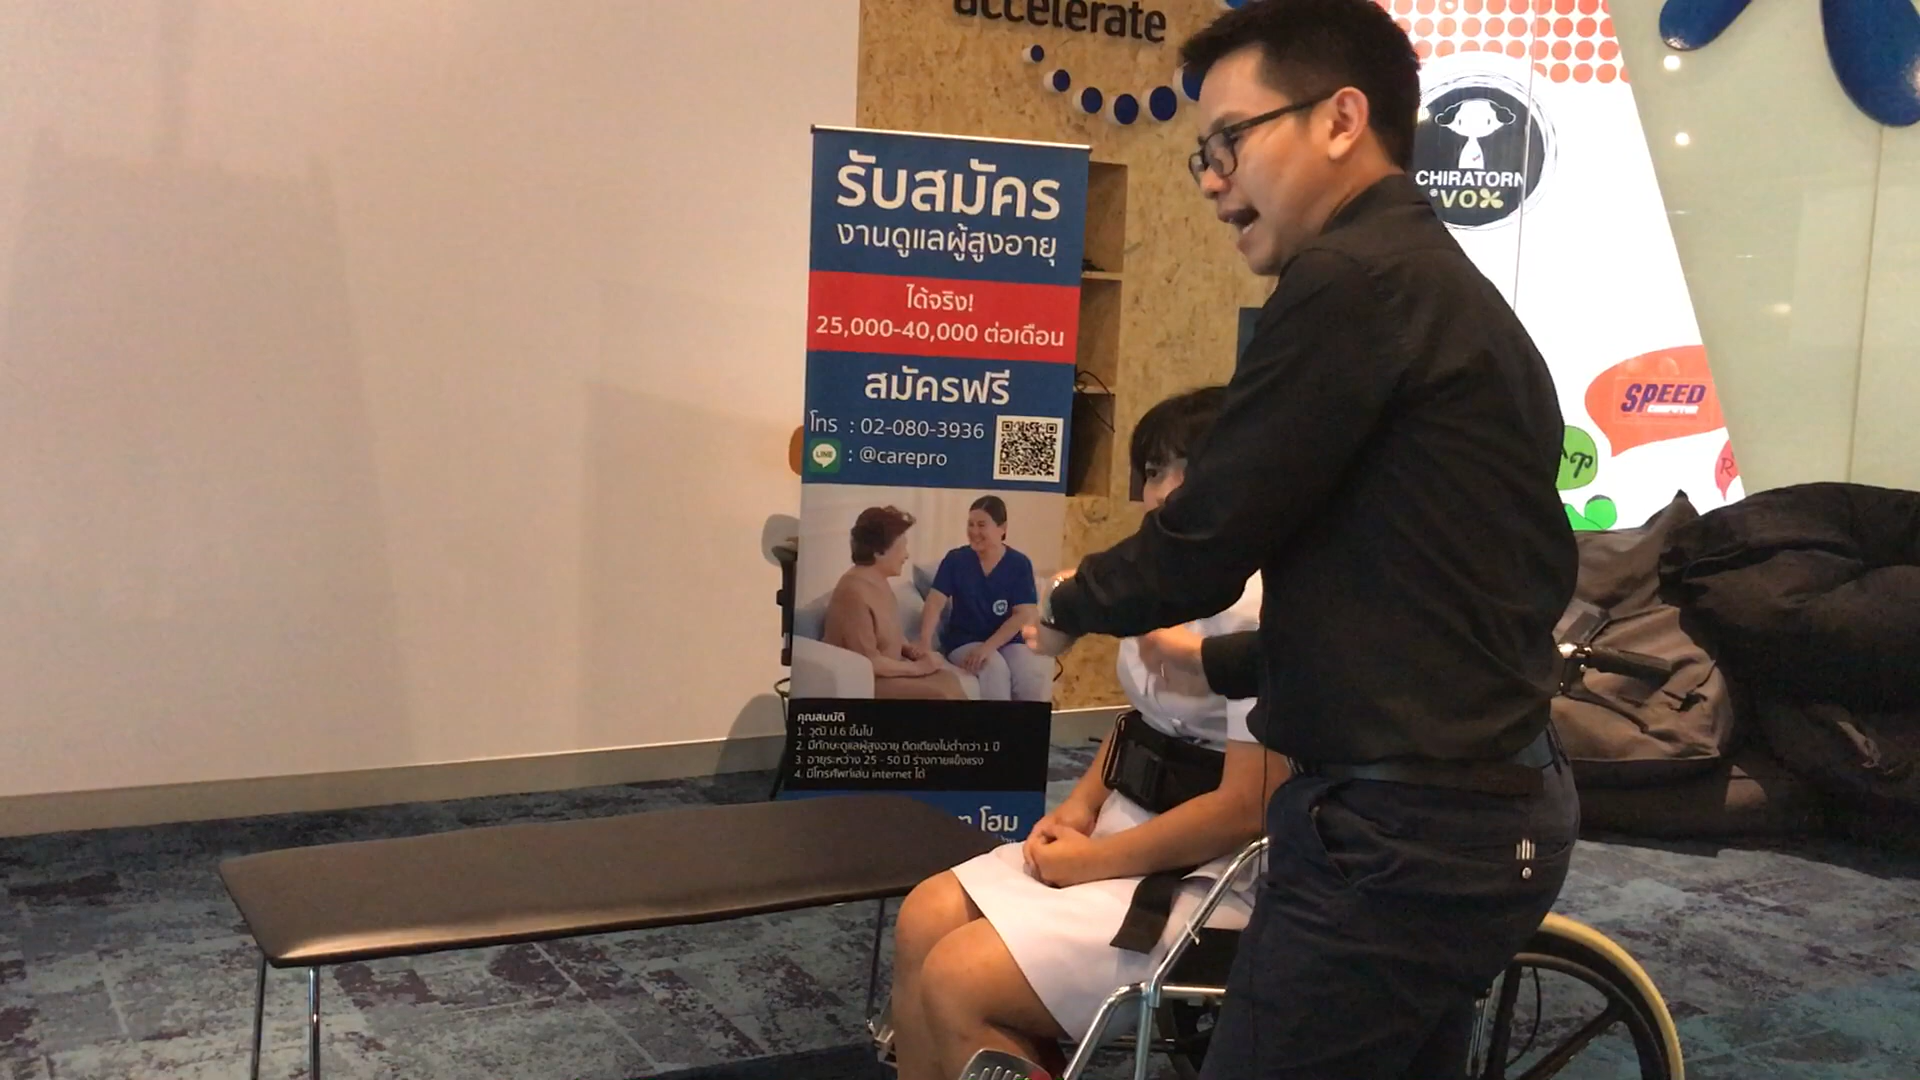 accelerate
รับสมัคร
งานดูแลผู้สูงอายุ
ได้จริง!
25,000-40,000 ต่อเดือน
สมัครฟรี
โทร : 02-080-3936
LINE : @carepro
คุณสมบัติ
1. วุฒิ ป.6 ขึ้นไป
2. มีทักษะดูแลผู้สูงอายุ ติดเตียงไม่ต่ำกว่า 1 ปี
3. อายุระหว่าง 25 - 50 ปี ร่างกายแข็งแรง
4. มีโทรศัพท์เล่น internet ได้
โฮม
CHIRATORN
VOX
SPEED
COMPUTER